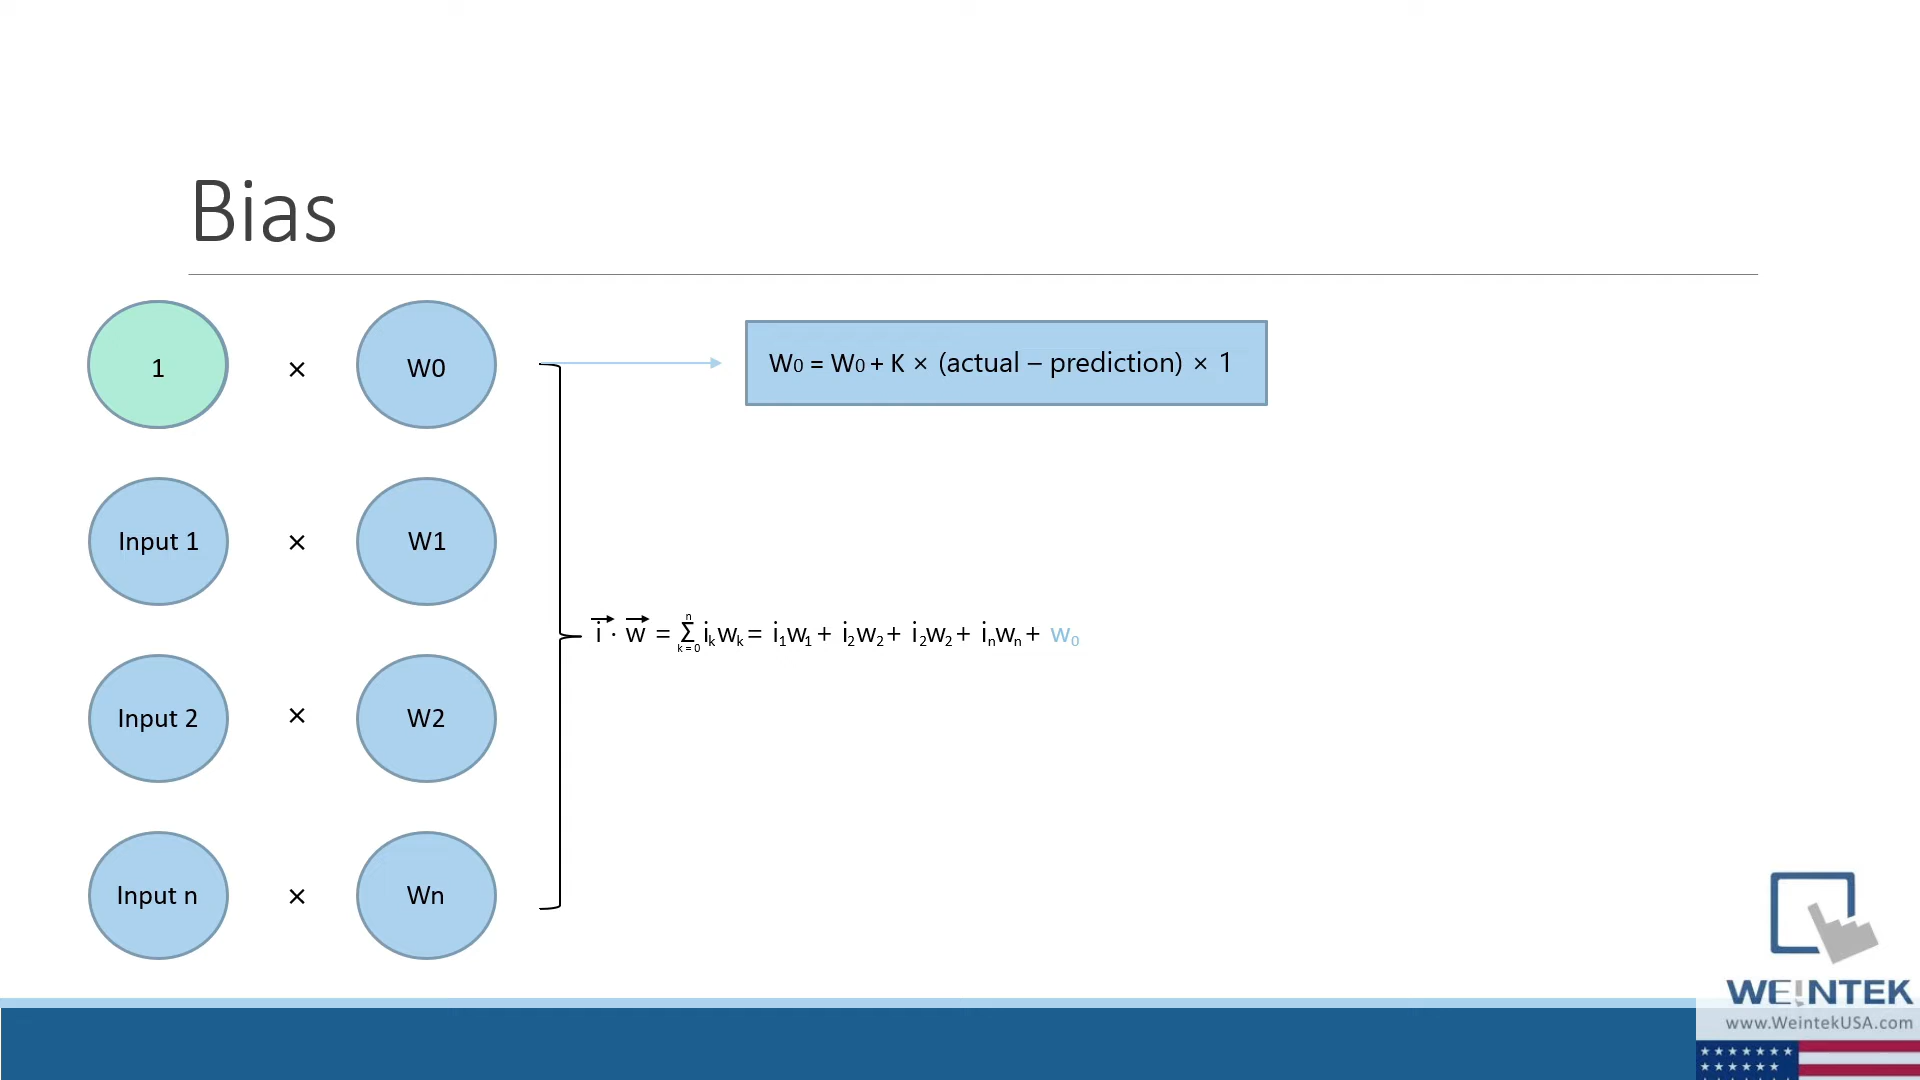 Bias
1 × W0
W0 = W0 + K × (actual – prediction) × 1
Input 1 × W1
i · w = n Σ k = 0 ikwk = i1w1 + i2w2 + i2w2 + inwn + w0
Input 2 × W2
Input n × Wn
WEINTEK
www.WeintekUSA.com